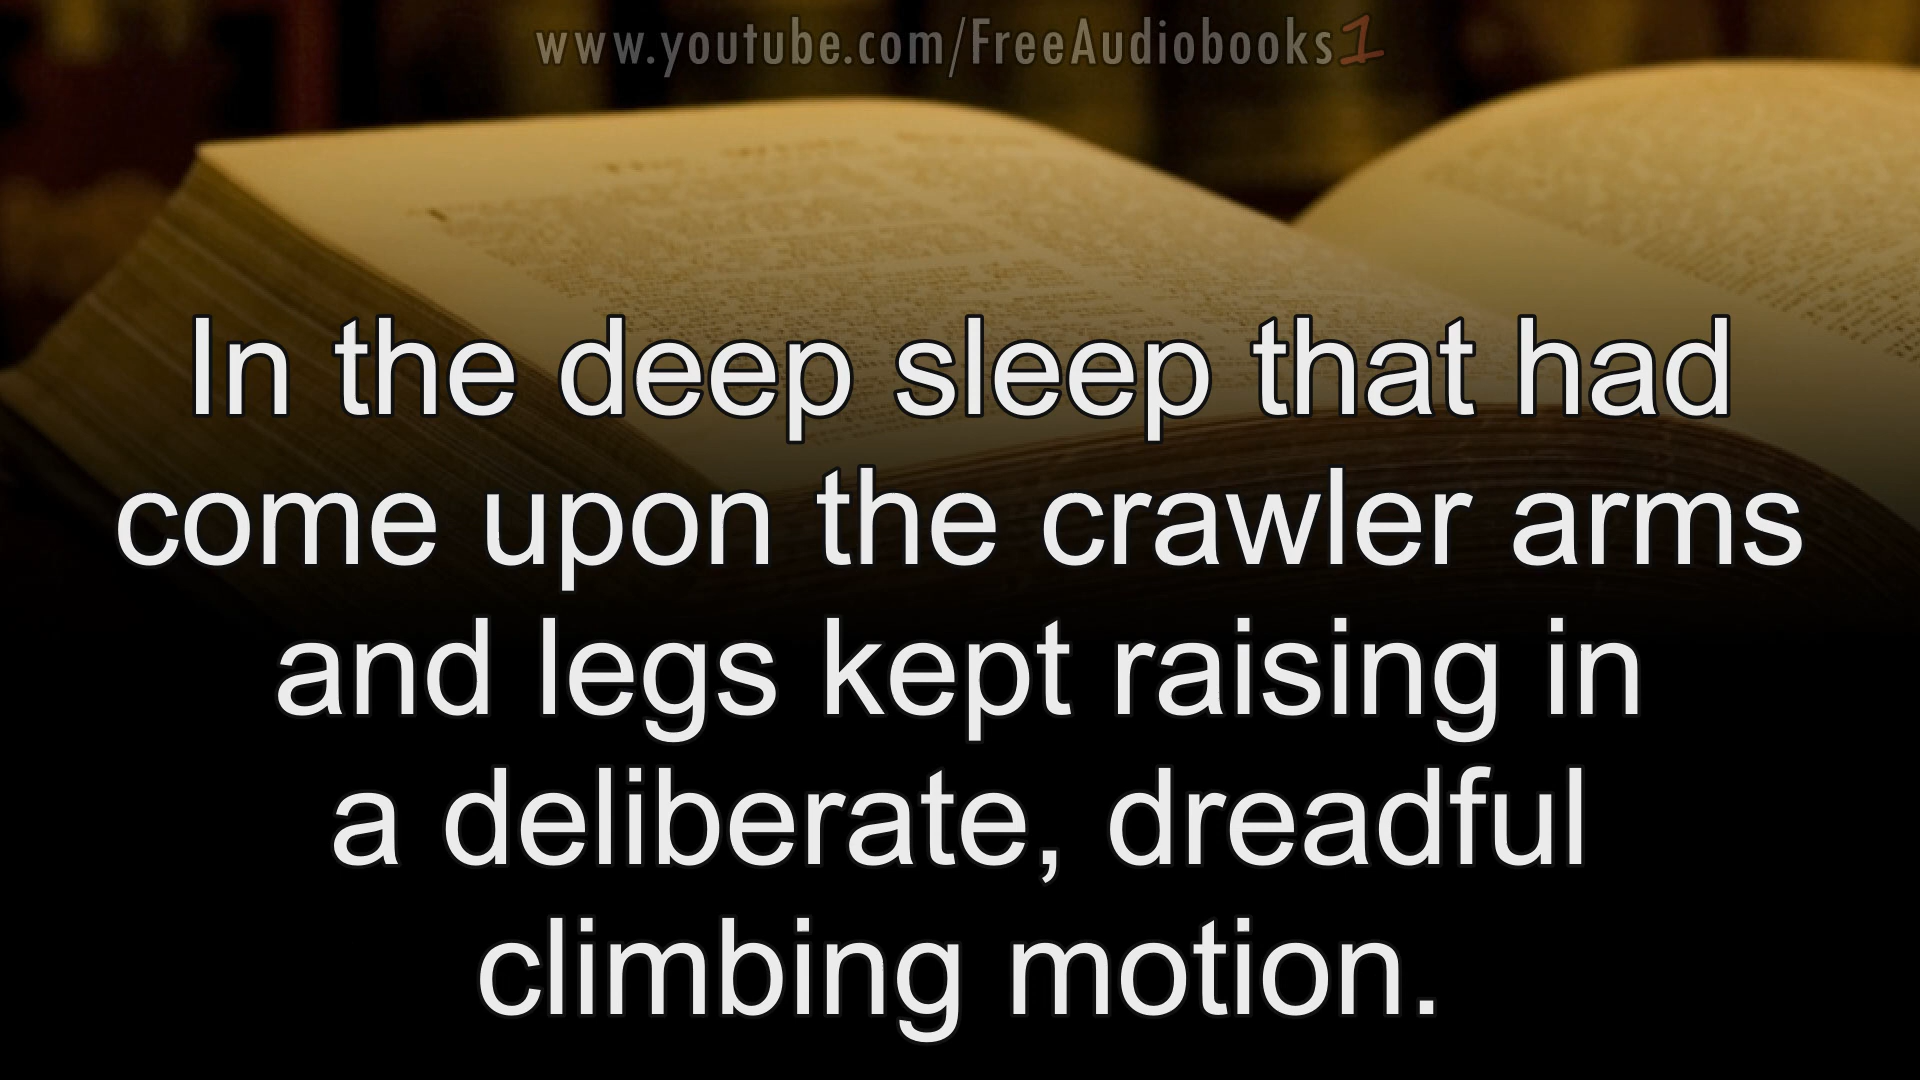 www.youtube.com/FreeAudiobooks1
In the deep sleep that had
come upon the crawler arms
and legs kept raising in
a deliberate, dreadful
climbing motion.